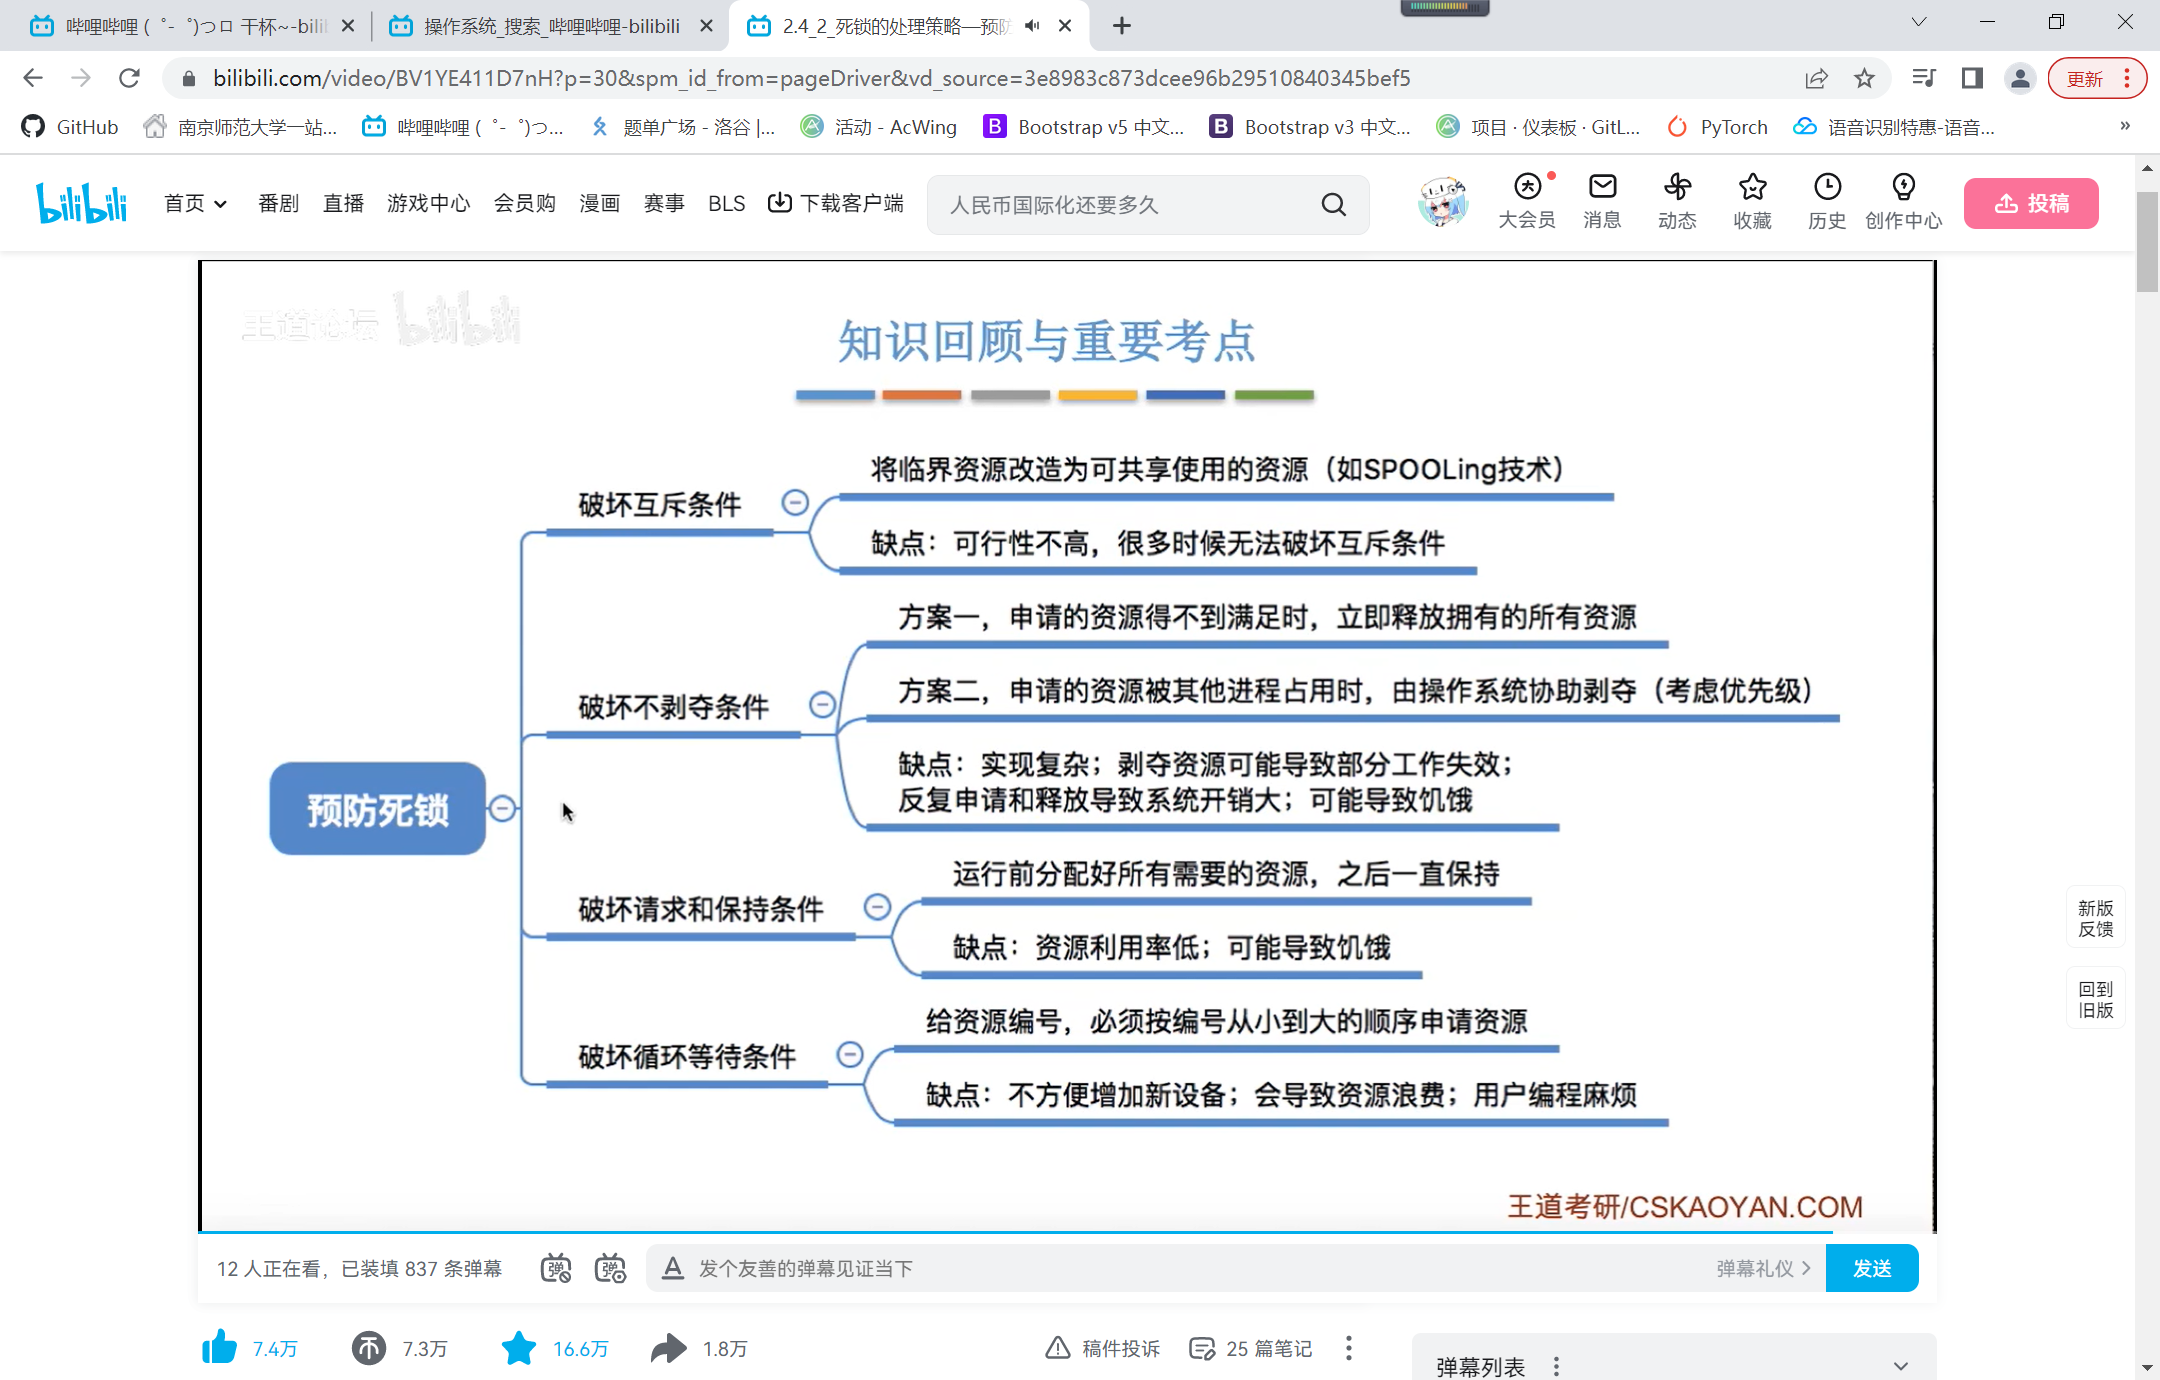 哔哩哔哩 (゜-゜)つロ 干杯~-bili
操作系统_搜索_哔哩哔哩-bilibili
2.4_2_死锁的处理策略—预防
bilibili.com/video/BV1YE411D7nH?p=30&spm_id_from=pageDriver&vd_source=3e8983c873dcee96b29510840345bef5
更新
GitHub
南京师范大学一站...
哔哩哔哩 (゜-゜)つ...
题单广场 - 洛谷 |...
活动 - AcWing
Bootstrap v5 中文...
Bootstrap v3 中文...
项目 · 仪表板 · GitL...
PyTorch
语音识别特惠-语音...
»
bilibili
首页
番剧
直播
游戏中心
会员购
漫画
赛事
BLS
下载客户端
人民币国际化还要多久
大会员
消息
动态
收藏
历史
创作中心
投稿
王道论坛 bilibili
知识回顾与重要考点
将临界资源改造为可共享使用的资源（如SPOOLing技术）
破坏互斥条件
缺点：可行性不高，很多时候无法破坏互斥条件
方案一，申请的资源得不到满足时，立即释放拥有的所有资源
方案二，申请的资源被其他进程占用时，由操作系统协助剥夺（考虑优先级）
破坏不剥夺条件
缺点：实现复杂；剥夺资源可能导致部分工作失效；
反复申请和释放导致系统开销大；可能导致饥饿
预防死锁
运行前分配好所有需要的资源，之后一直保持
破坏请求和保持条件
缺点：资源利用率低；可能导致饥饿
给资源编号，必须按编号从小到大的顺序申请资源
破坏循环等待条件
缺点：不方便增加新设备；会导致资源浪费；用户编程麻烦
王道考研/CSKAOYAN.COM
新版
反馈
回到
旧版
12 人正在看，已装填 837 条弹幕
发个友善的弹幕见证当下
弹幕礼仪
发送
7.4万
7.3万
16.6万
1.8万
稿件投诉
25 篇笔记
弹幕列表